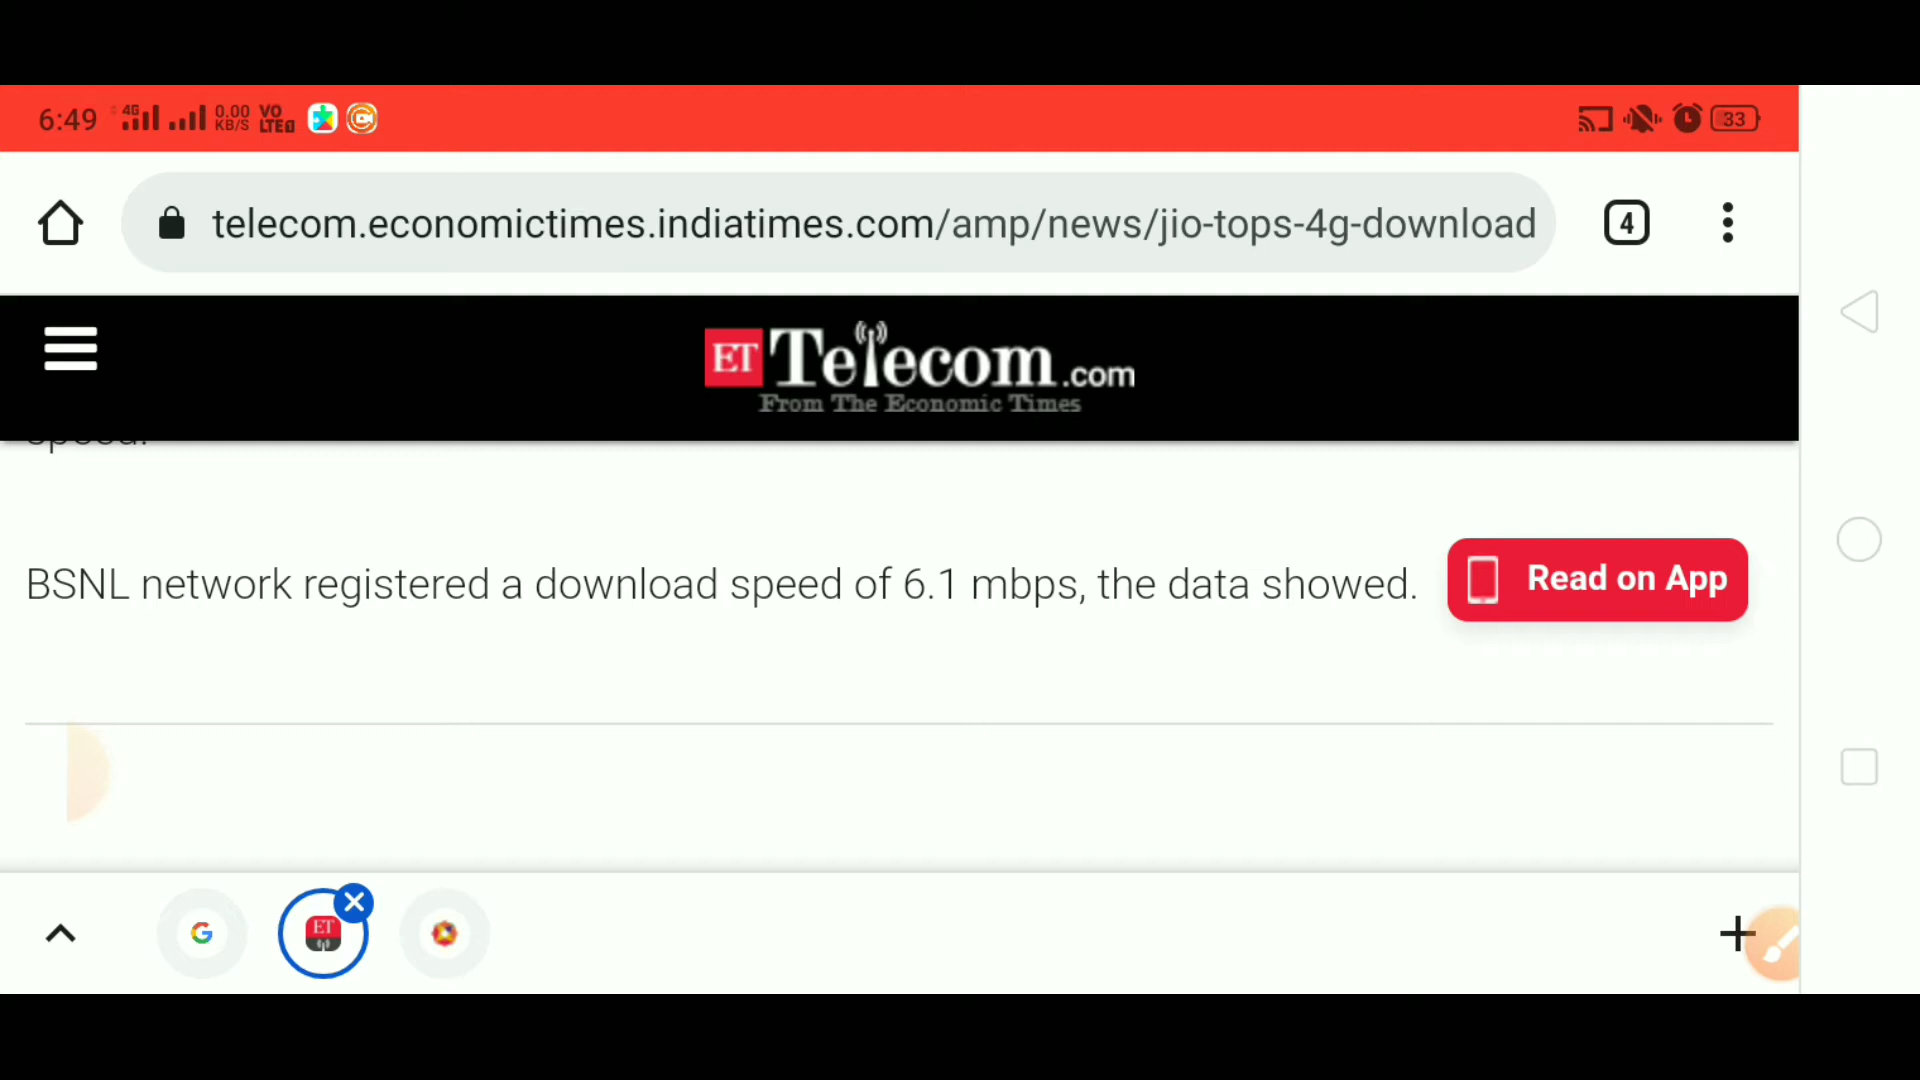 6:49 4G 0.00 KB/S VO LTE 33
telecom.economictimes.indiatimes.com/amp/news/jio-tops-4g-download
4
ET Telecom.com
From The Economic Times
speed.
BSNL network registered a download speed of 6.1 mbps, the data showed.
Read on App
G ET